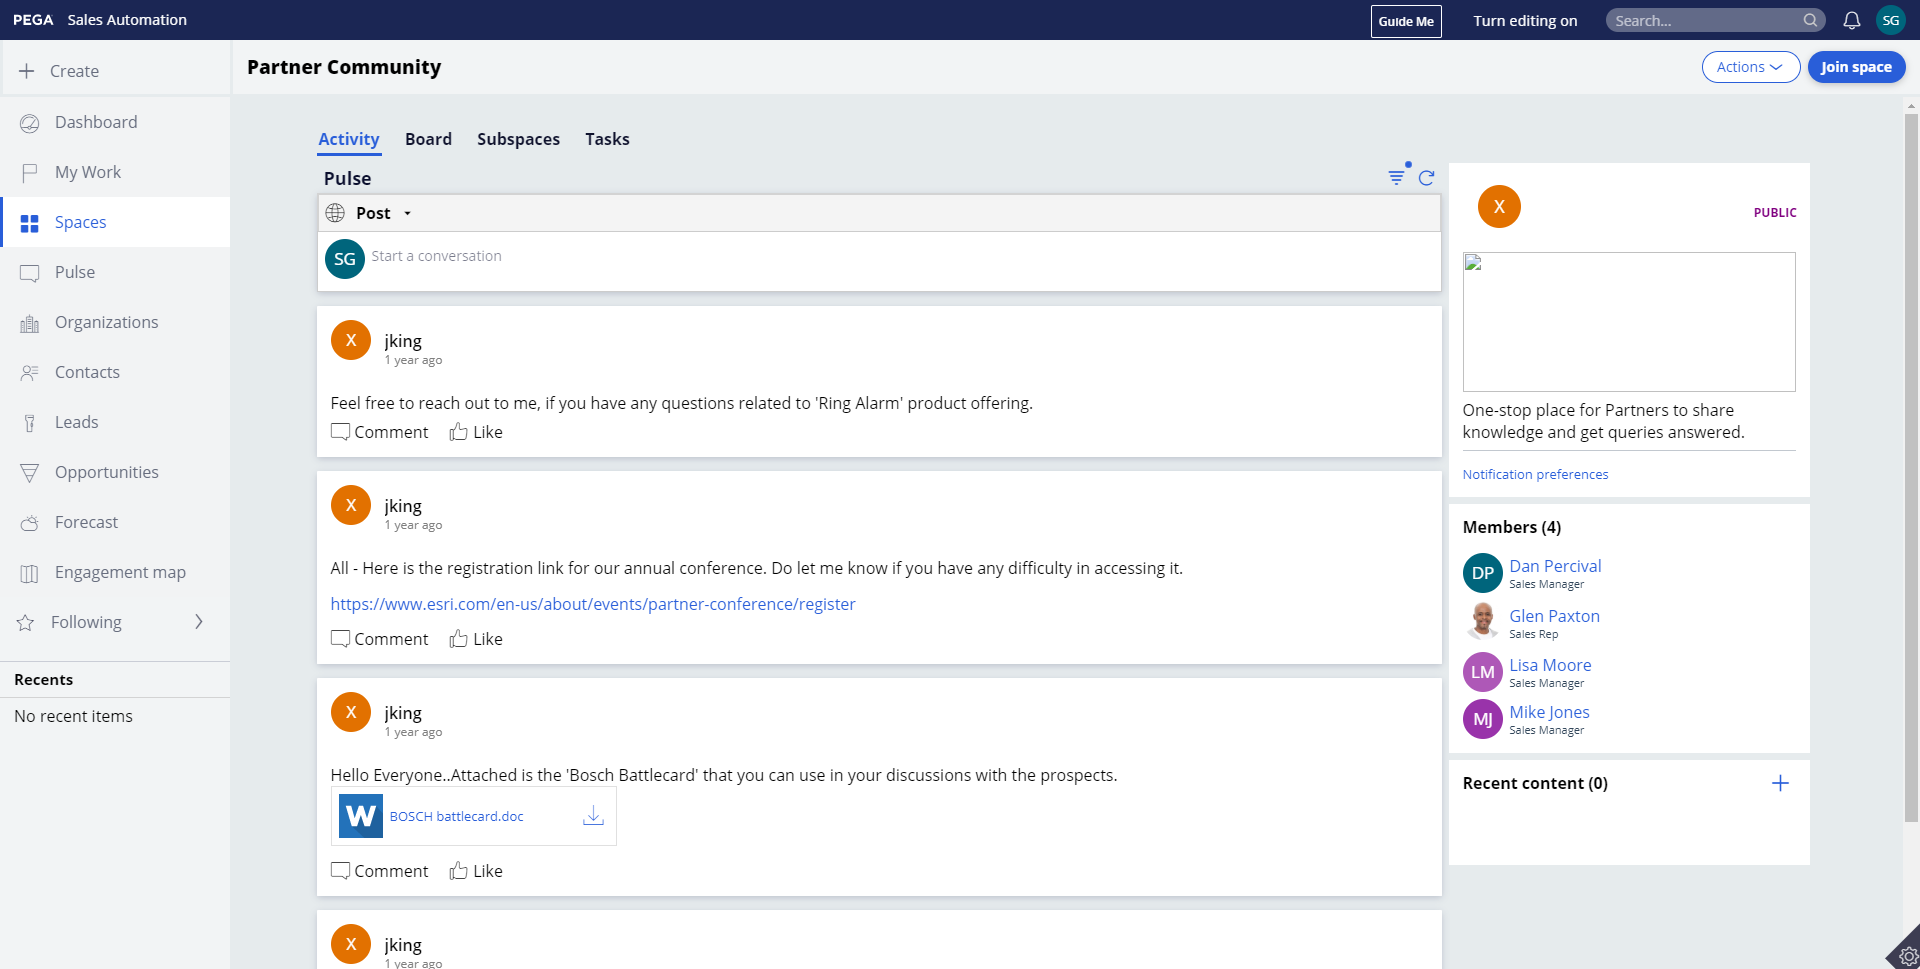 PEGA Sales Automation
Guide Me
Turn editing on
Search...
SG
Create
Partner Community
Actions
Join space
Dashboard
My Work
Spaces
Pulse
Organizations
Contacts
Leads
Opportunities
Forecast
Engagement map
Following
Recents
No recent items
Activity Board Subspaces Tasks
Pulse
Post
SG Start a conversation
X jking
1 year ago
Feel free to reach out to me, if you have any questions related to 'Ring Alarm' product offering.
Comment Like
X jking
1 year ago
All - Here is the registration link for our annual conference. Do let me know if you have any difficulty in accessing it.
https://www.esri.com/en-us/about/events/partner-conference/register
Comment Like
X jking
1 year ago
Hello Everyone..Attached is the 'Bosch Battlecard' that you can use in your discussions with the prospects.
W BOSCH battlecard.doc
Comment Like
X jking
1 year ago
X
PUBLIC
One-stop place for Partners to share
knowledge and get queries answered.
Notification preferences
Members (4)
DP Dan Percival
Sales Manager
Glen Paxton
Sales Rep
LM Lisa Moore
Sales Manager
MJ Mike Jones
Sales Manager
Recent content (0)